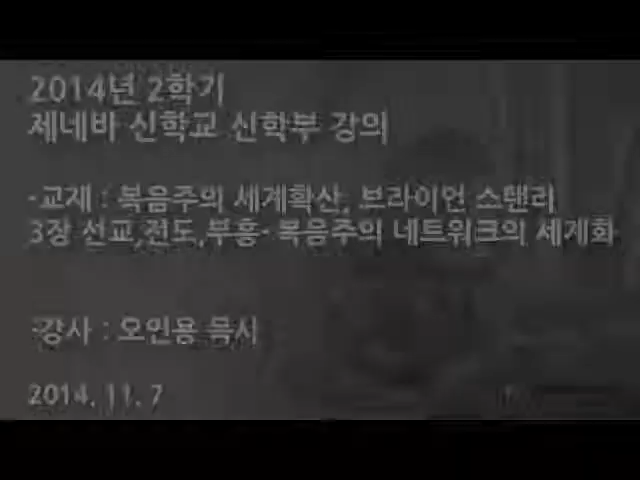 2014년 2학기
제네바 신학교 신학부 강의
-교재 : 복음주의 세계확산, 브라이언 스탠리
3장 선교,전도,부흥- 복음주의 네트워크의 세계화
-강사 : 오인용 목사
2014. 11. 7